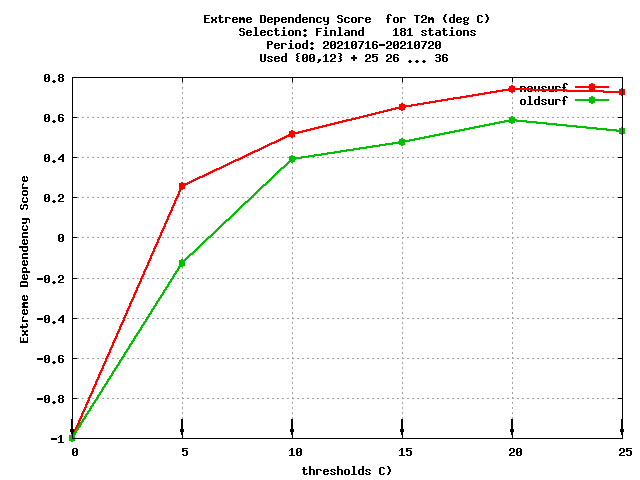 Extreme Dependency Score  for T2m (deg C)
Selection: Finland    181 stations
Period: 20210716-20210720
Used {00,12} + 25 26 ... 36
0.8
0.6
0.4
0.2
0
-0.2
-0.4
-0.6
-0.8
-1
Extreme Dependency Score
nousurf
oldsurf
0 5 10 15 20 25
thresholds C)